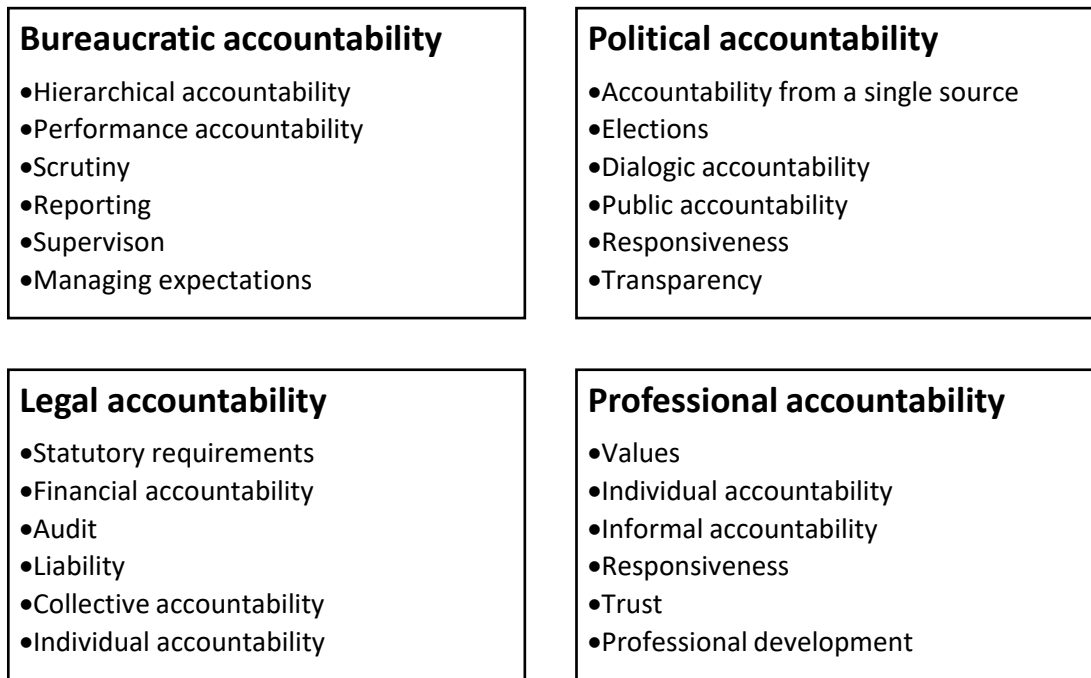 Bureaucratic accountability
•Hierarchical accountability
•Performance accountability
•Scrutiny
•Reporting
•Supervison
•Managing expectations
Political accountability
•Accountability from a single source
•Elections
•Dialogic accountability
•Public accountability
•Responsiveness
•Transparency
Legal accountability
•Statutory requirements
•Financial accountability
•Audit
•Liability
•Collective accountability
•Individual accountability
Professional accountability
•Values
•Individual accountability
•Informal accountability
•Responsiveness
•Trust
•Professional development